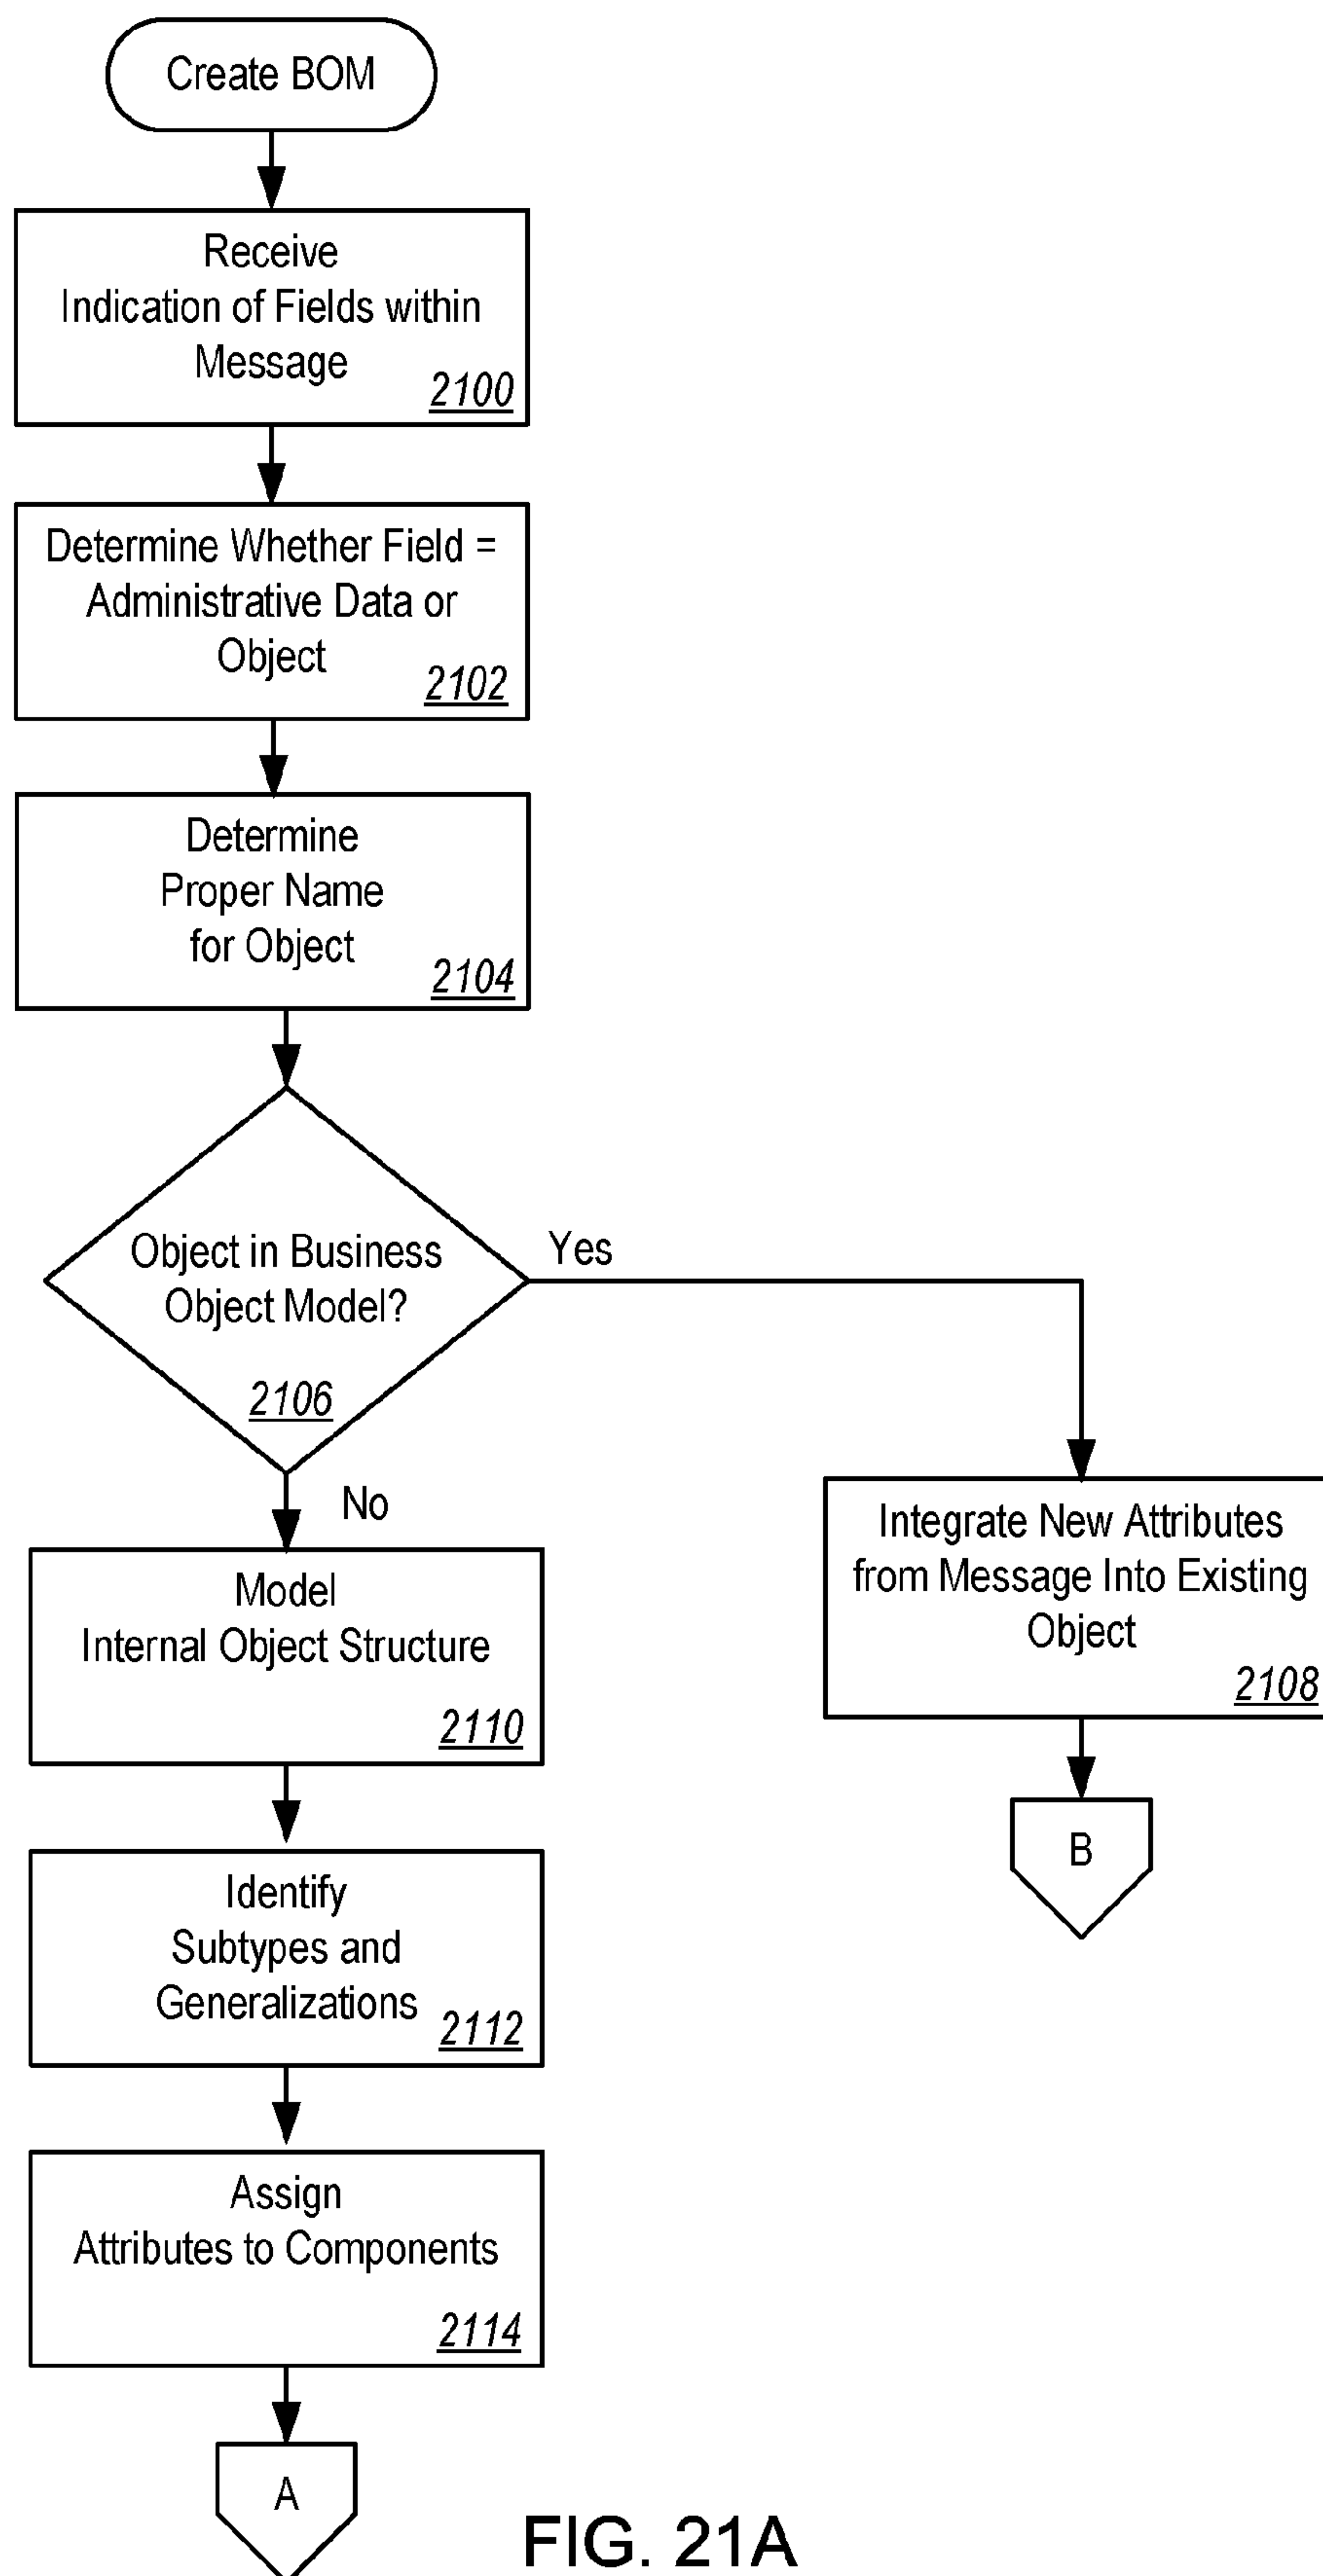 Create BOM
Receive
Indication of Fields within
Message
2100
Determine Whether Field =
Administrative Data or
Object
2102
Determine
Proper Name
for Object
2104
Object in Business
Object Model?
2106
Yes
No
Integrate New Attributes
from Message Into Existing
Object
2108
B
Model
Internal Object Structure
2110
Identify
Subtypes and
Generalizations
2112
Assign
Attributes to Components
2114
A
FIG. 21A